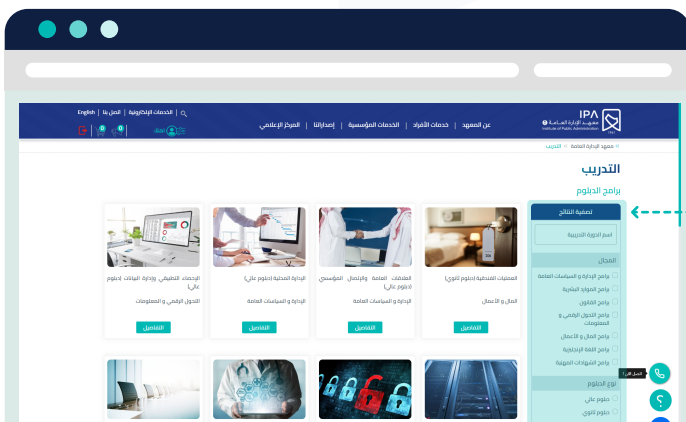 English | اتصل بنا | الخدمات الإلكترونية
IPA
معهد الإدارة العامة
Institute of Public Administration
عن المعهد | خدمات الأفراد | الخدمات المؤسسية | إصداراتنا | المركز الإعلامي
0
0
معهد الإدارة العامة
التدريب
التدريب
برامج الدبلوم
تصفية النتائج
اسم الدورة التدريبية
المجال
برامج الإدارة و السياسات العامة
برامج الموارد البشرية
برامج القانون
برامج التحول الرقمي و
المعلومات
برامج المال و الأعمال
برامج اللغة الإنجليزية
برامج الشهادات المهنية
نوع الدبلوم
دبلوم عالي
دبلوم ثانوي
العمليات الفندقية (دبلوم ثانوي)
المال و الأعمال
التفاصيل
العلاقات العامة والإتصال المؤسسي
(دبلوم عالي)
الإدارة و السياسات العامة
التفاصيل
الإدارة المحلية (دبلوم عالي)
الإدارة و السياسات العامة
التفاصيل
الإحصاء التطبيقي وإدارة البيانات (دبلوم
عالي)
التحول الرقمي و المعلومات
التفاصيل
اتصل الآن !